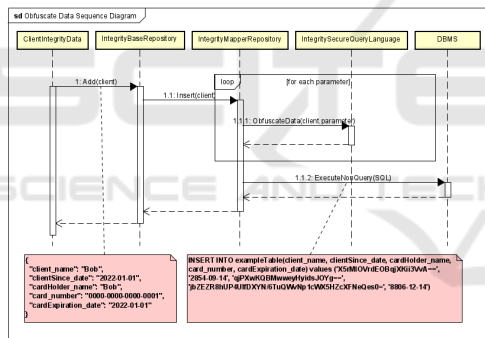 sd Obfuscate Data Sequence Diagram
ClientIntegrityData
IntegrityBaseRepository
IntegrityMapperRepository
IntegritySecureQueryLanguage
DBMS
1: Add(client)
loop
[for each parameter]
1.1: Insert(client)
1.1.1: ObfuscateData(client.parameter)
1.1.2: ExecuteNonQuery(SQL)
SCIENCE AND TECH
{
"client_name": "Bob",
"clientSince_date": "2022-01-01",
"cardHolder_name": "Bob",
"card_number": "0000-0000-0000-0001",
"cardExpiration_date": "2022-01-01"
}
INSERT INTO exampleTable(client_name, clientSince_date, cardHolder_name,
card_number, cardExpiration_date) values
'2854-09-14',
'8806-12-14')